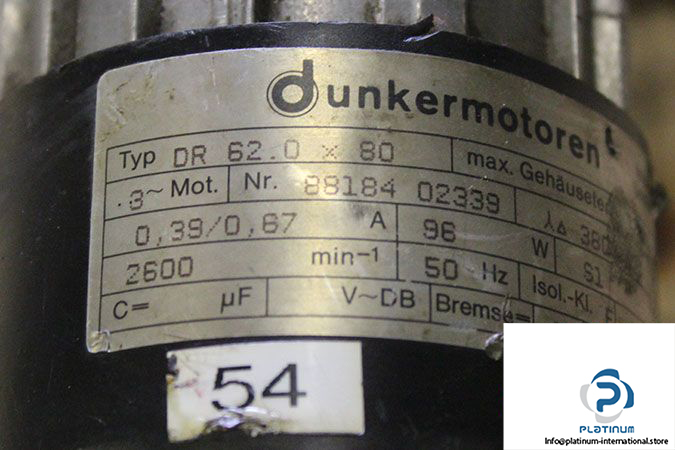 dunkermotoren
Typ DR 62.0 x 80 max.
3~ Mot. Nr. 88184 02339 380
0,39/0,67 A 96 W S1
2600 min-1 50 Hz Isol.-Kl.
C= µF V~DB Bremse=
54
PLATINUM
Info@platinum-international.store